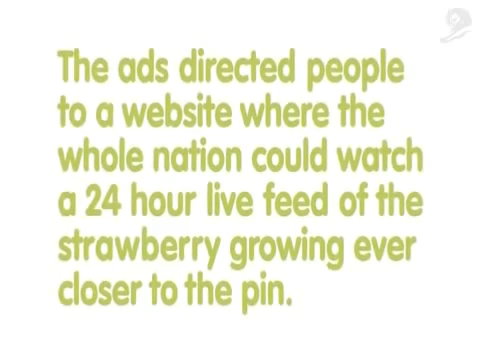 The ads directed people
to a website where the
whole nation could watch
a 24 hour live feed of the
strawberry growing ever
closer to the pin.